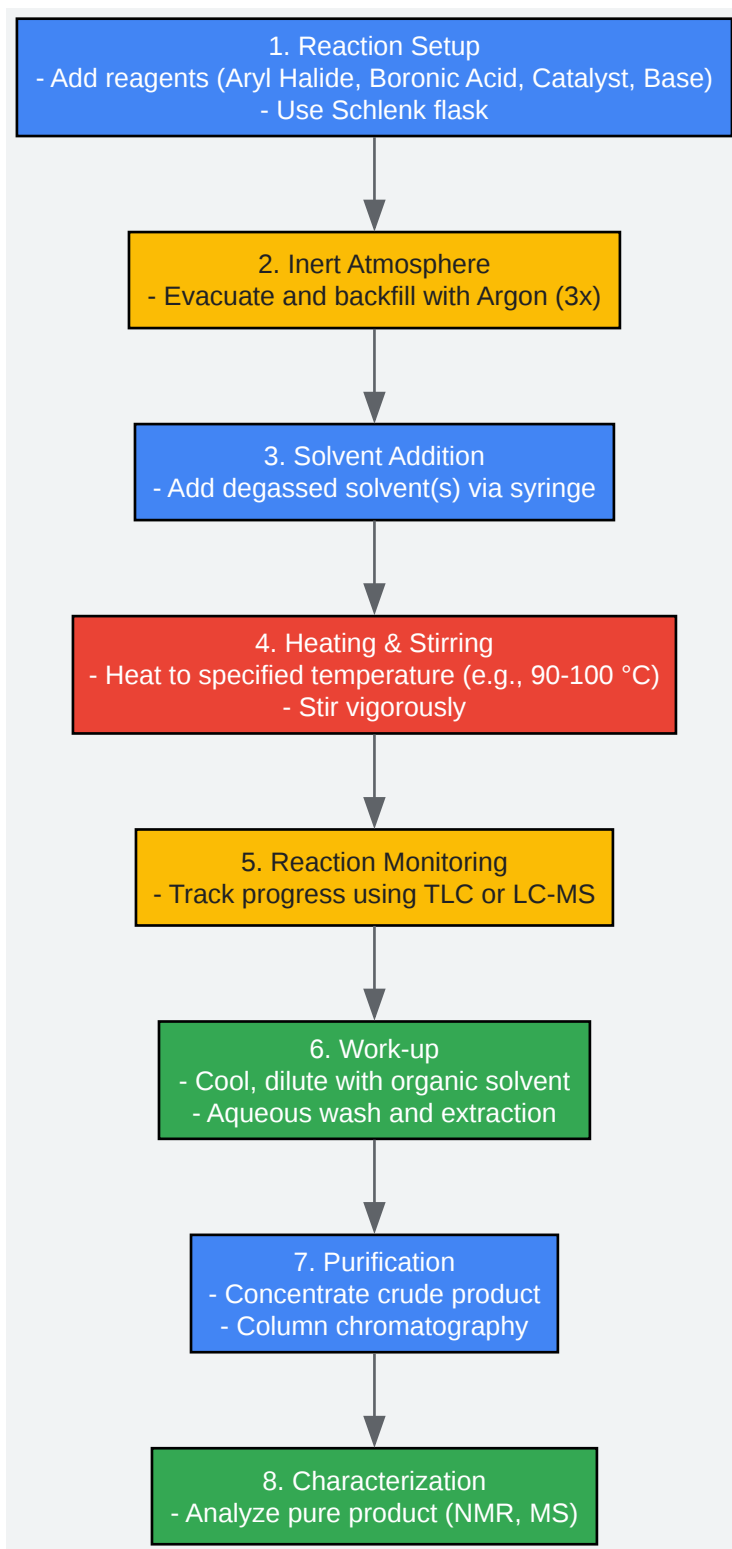 1. Reaction Setup
- Add reagents (Aryl Halide, Boronic Acid, Catalyst, Base)
- Use Schlenk flask
2. Inert Atmosphere
- Evacuate and backfill with Argon (3x)
3. Solvent Addition
- Add degassed solvent(s) via syringe
4. Heating & Stirring
- Heat to specified temperature (e.g., 90-100 °C)
- Stir vigorously
5. Reaction Monitoring
- Track progress using TLC or LC-MS
6. Work-up
- Cool, dilute with organic solvent
- Aqueous wash and extraction
7. Purification
- Concentrate crude product
- Column chromatography
8. Characterization
- Analyze pure product (NMR, MS)